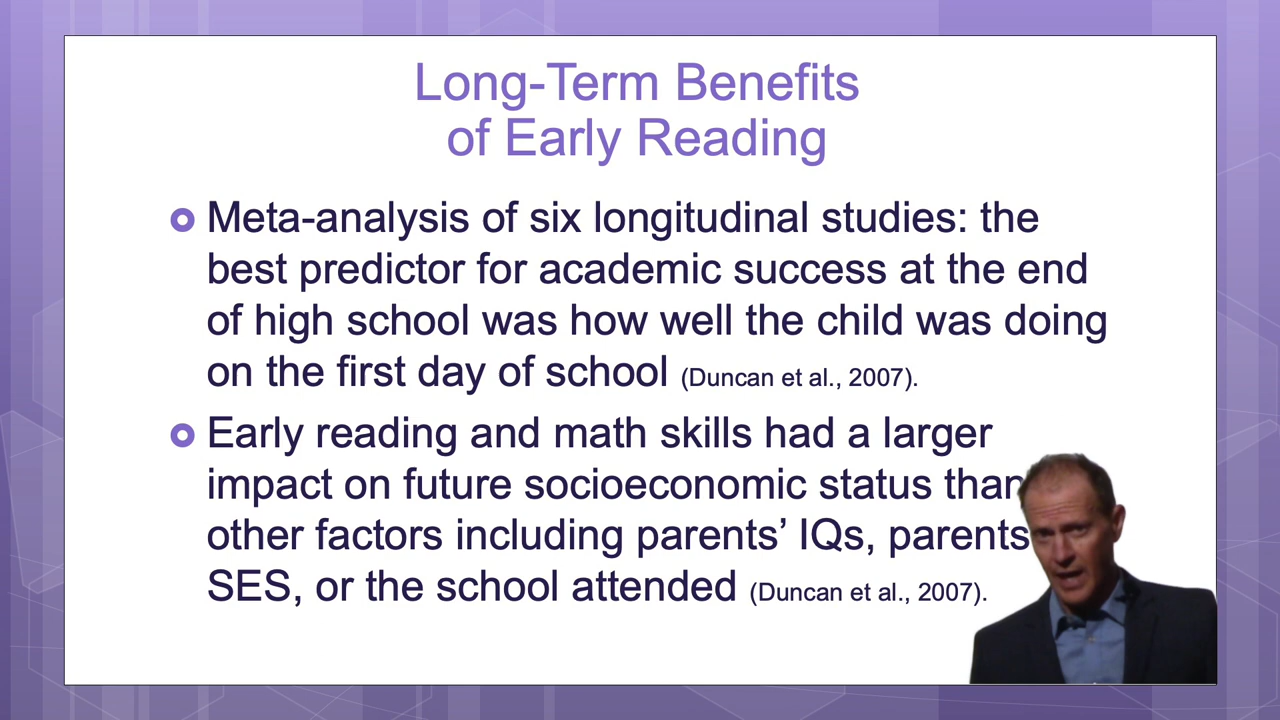 Long-Term Benefits
of Early Reading
Meta-analysis of six longitudinal studies: the
best predictor for academic success at the end
of high school was how well the child was doing
on the first day of school (Duncan et al., 2007).
Early reading and math skills had a larger
impact on future socioeconomic status than
other factors including parents’ IQs, parents
SES, or the school attended (Duncan et al., 2007).